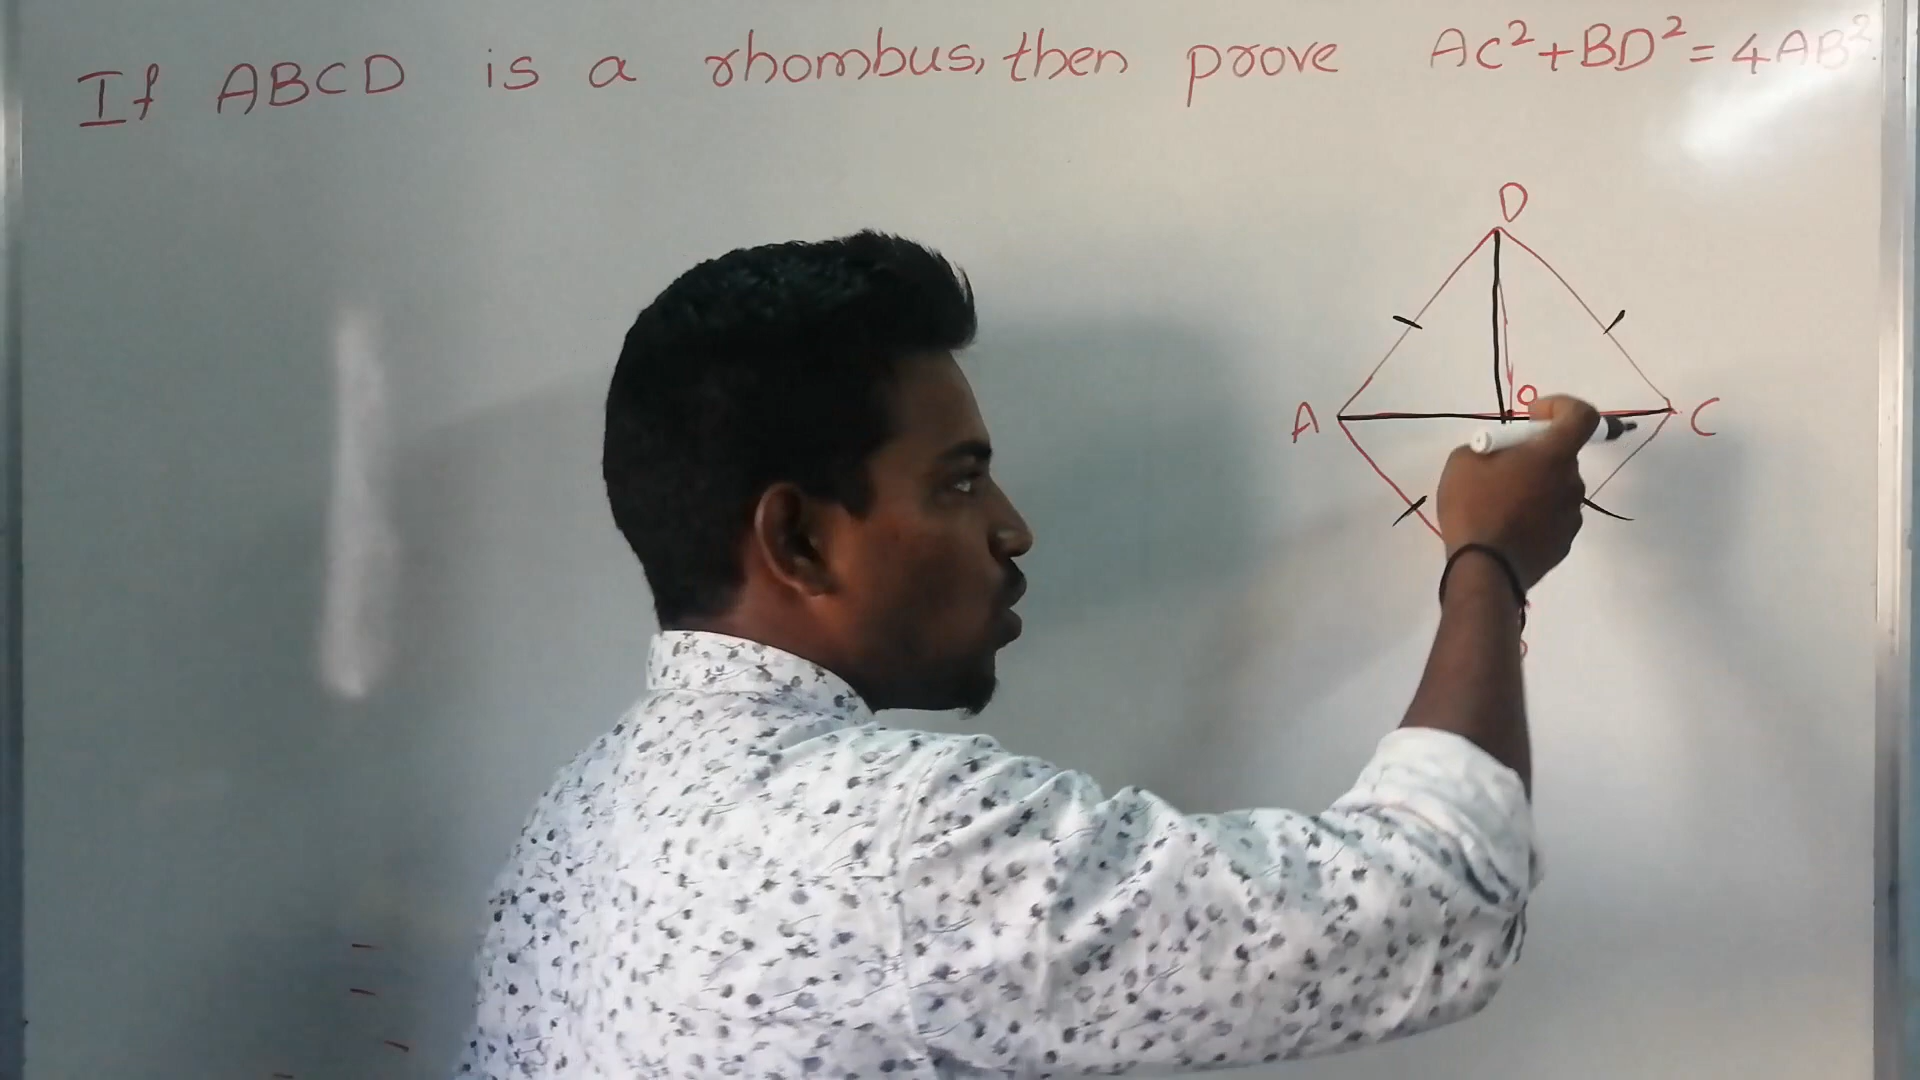 If ABCD is a rhombus, then prove AC²+BD²=4AB².
D
O
A
C